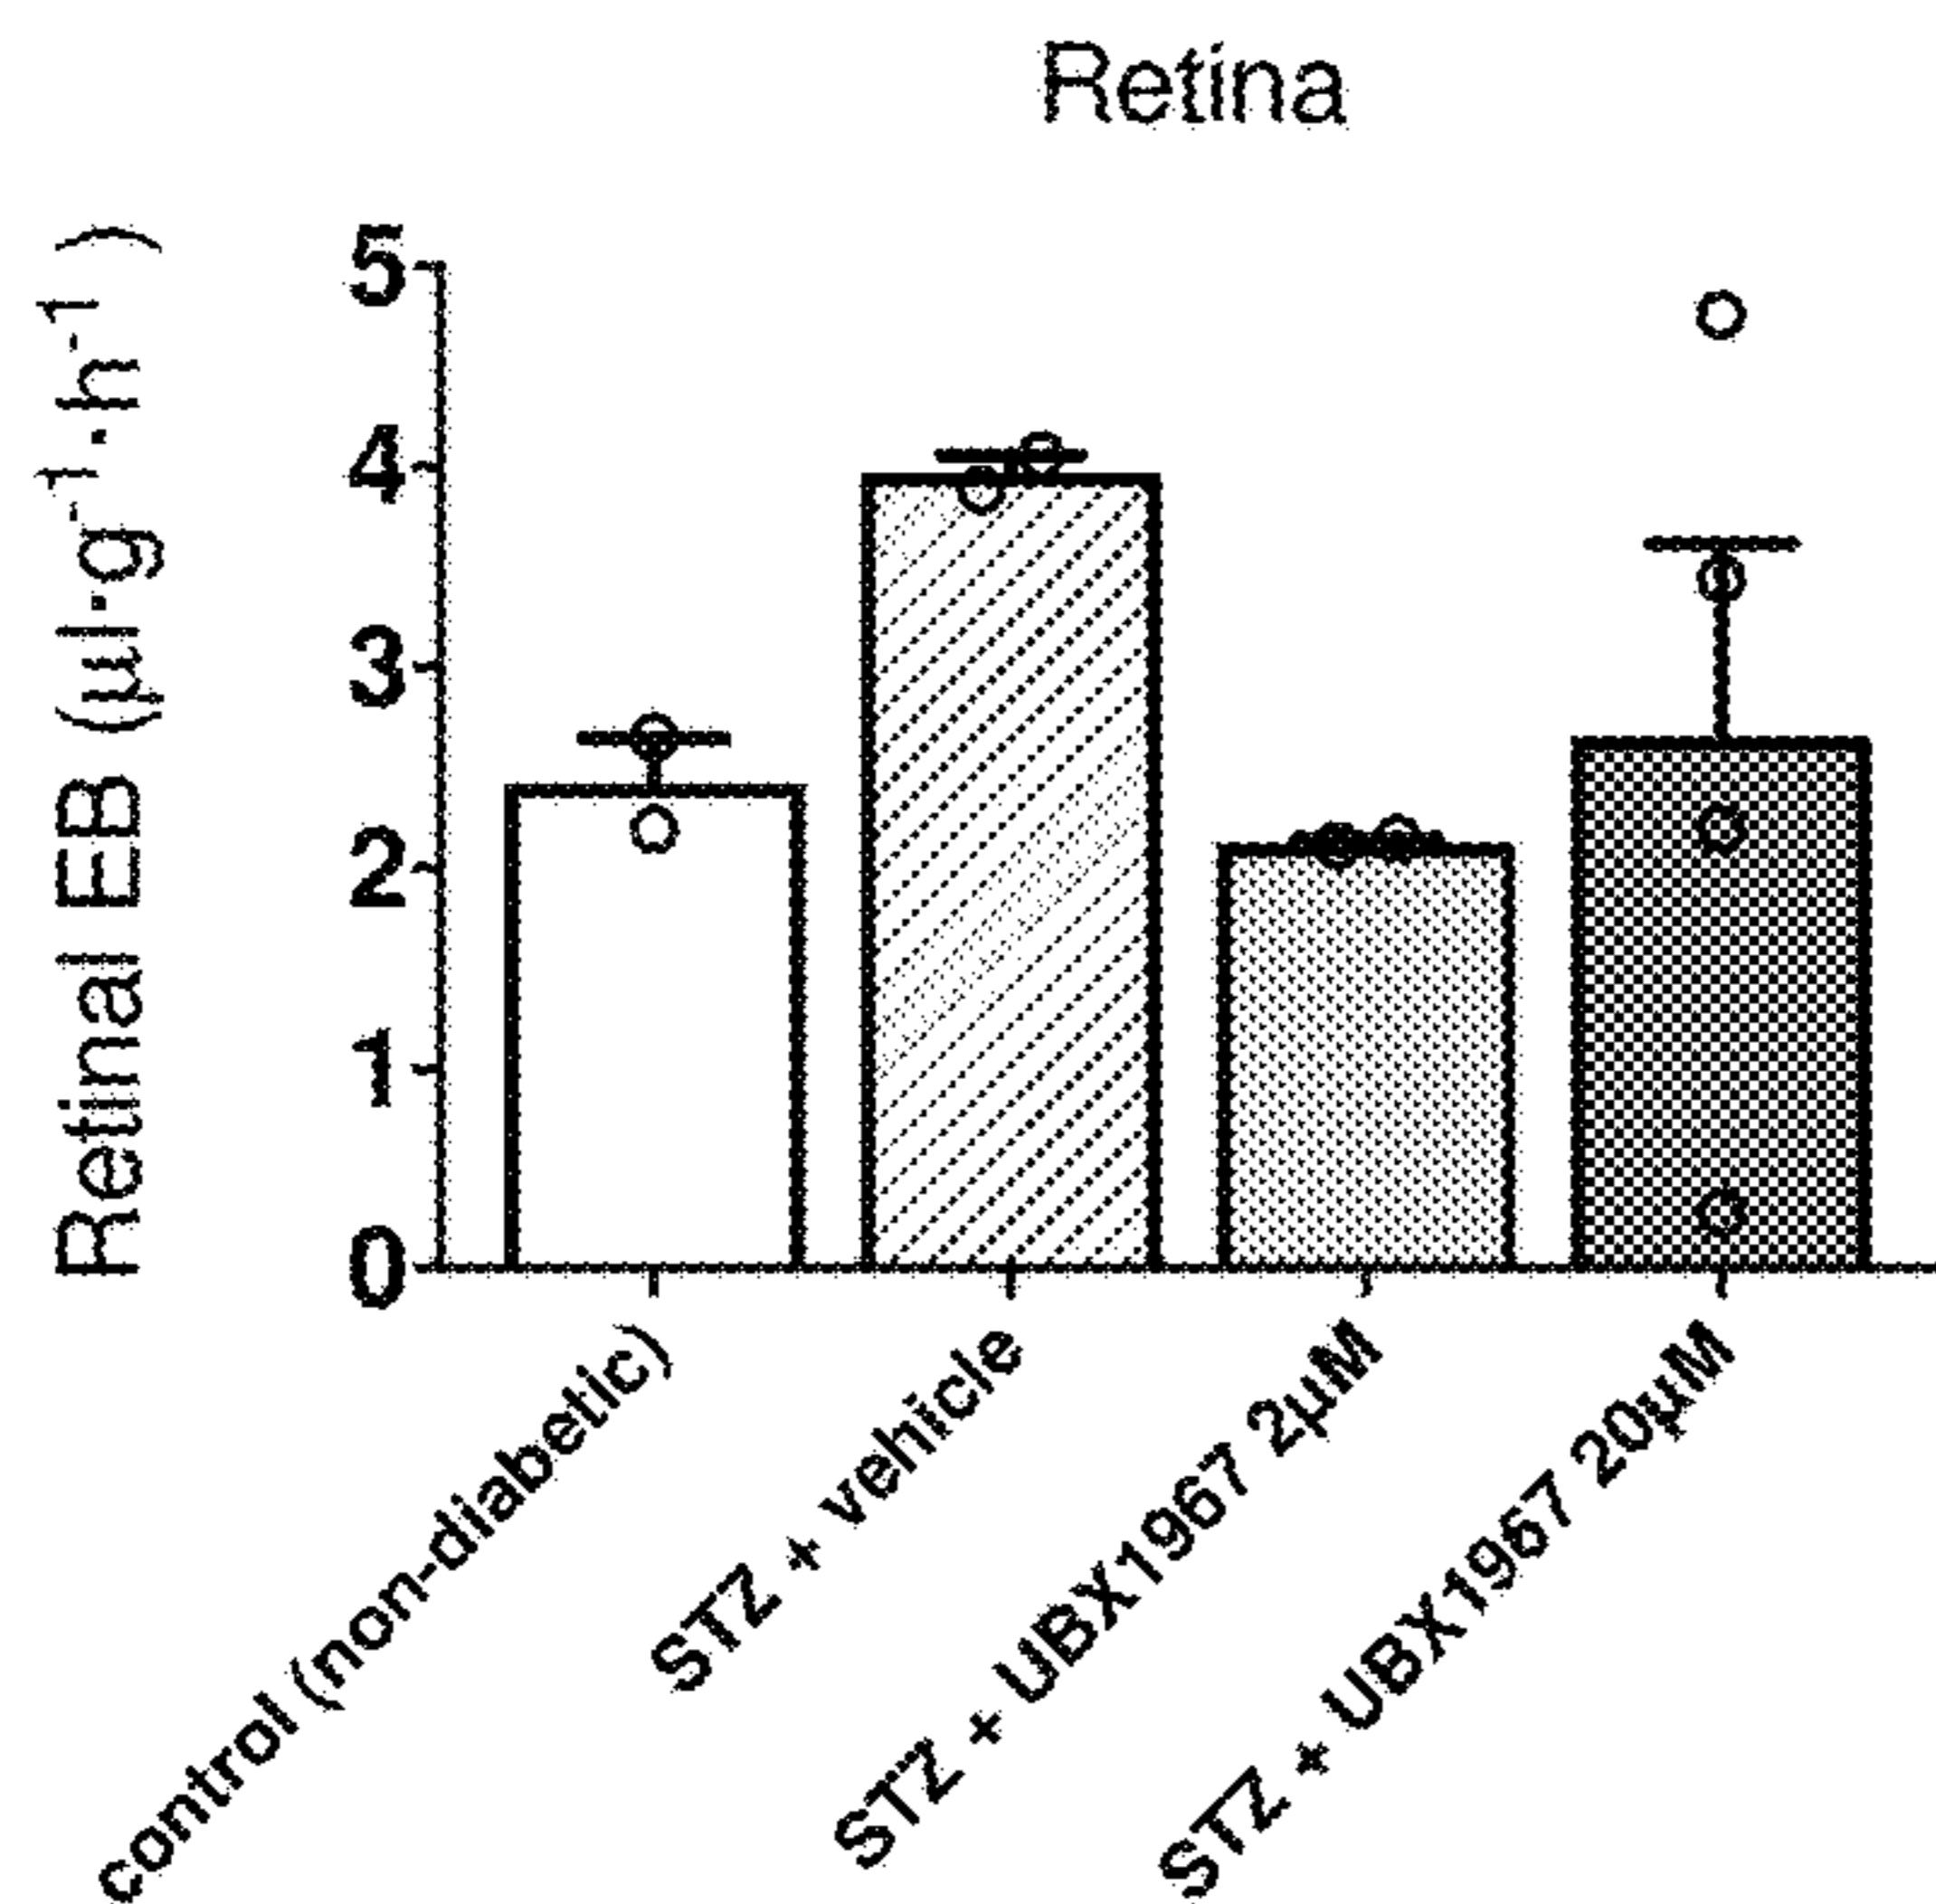 Retina
Retinal EB (µl·g⁻¹·h⁻¹)
5
4
3
2
1
0
control (non-diabetic)
STZ + vehicle
STZ + UBX1967 2µM
STZ + UBX1967 20µM